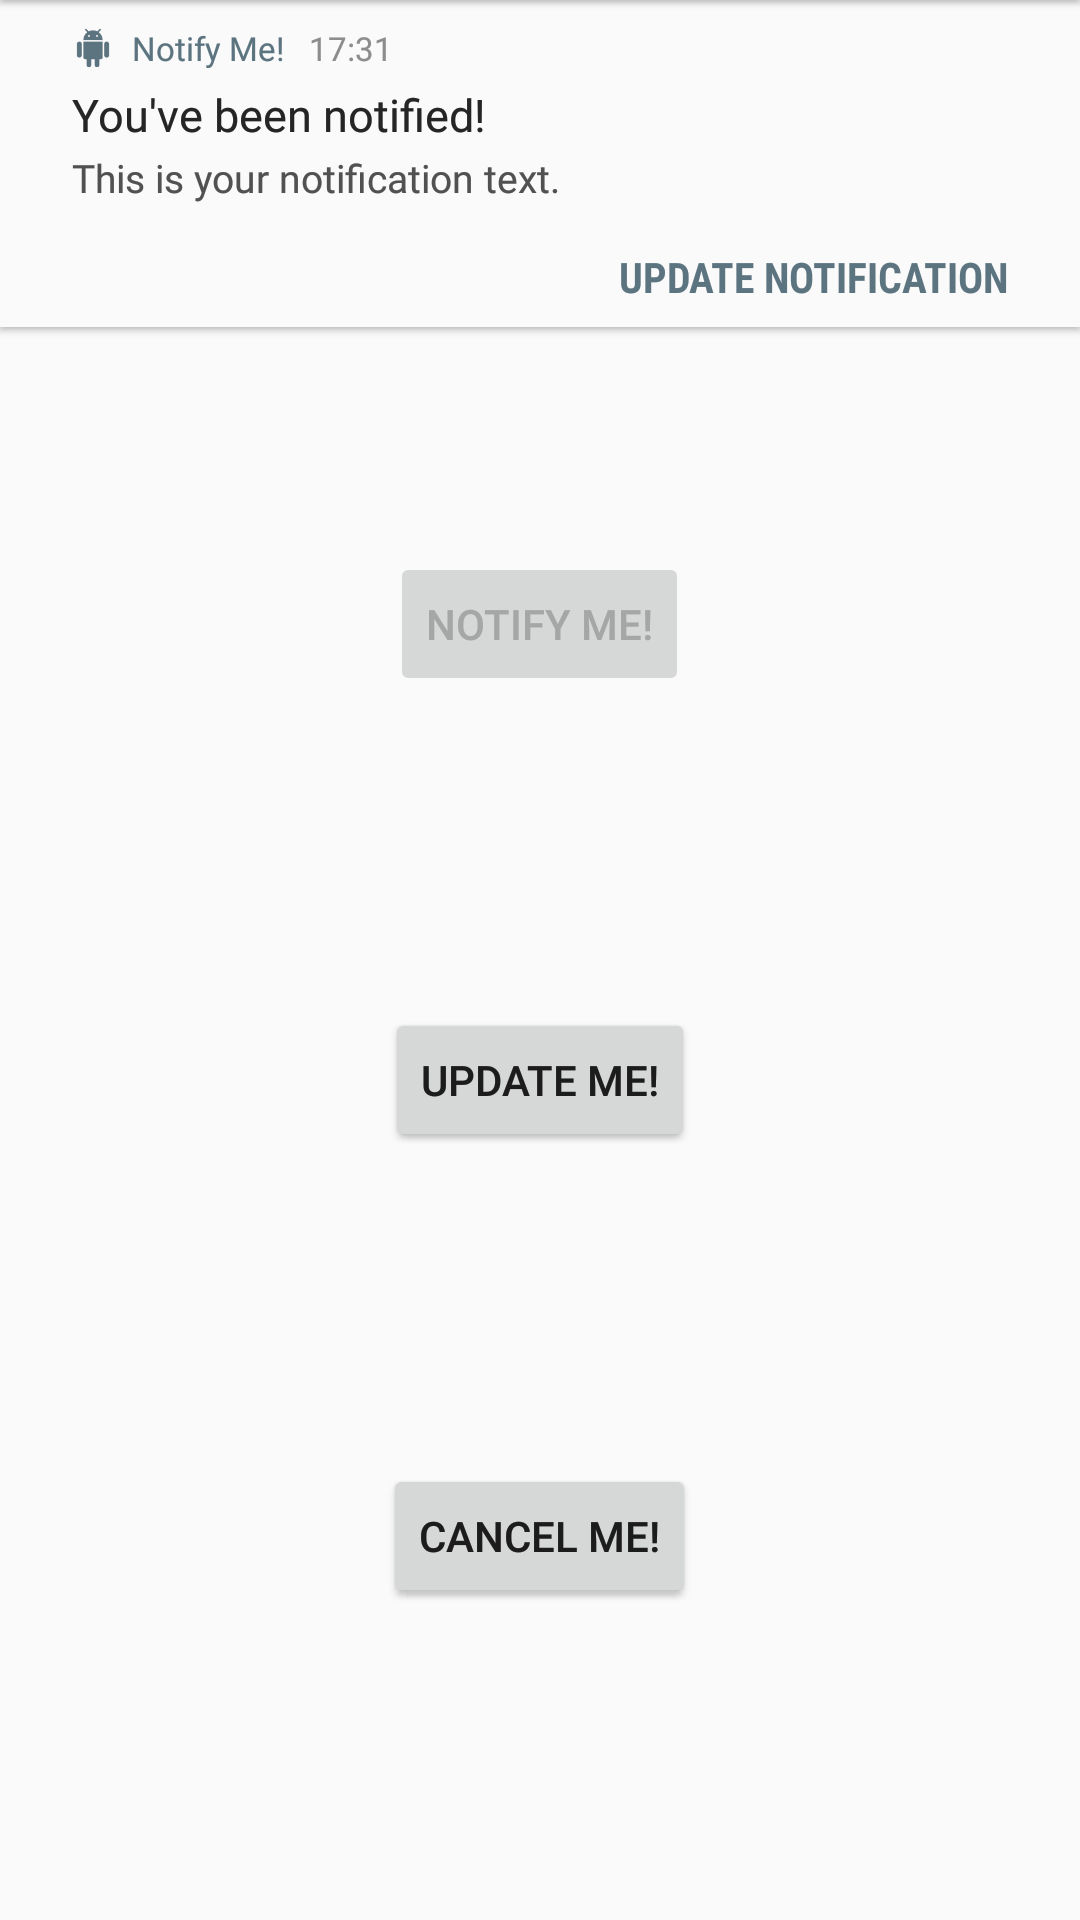 Notify Me! 17:31
You've been notified!
This is your notification text.
UPDATE NOTIFICATION
NOTIFY ME!
UPDATE ME!
CANCEL ME!